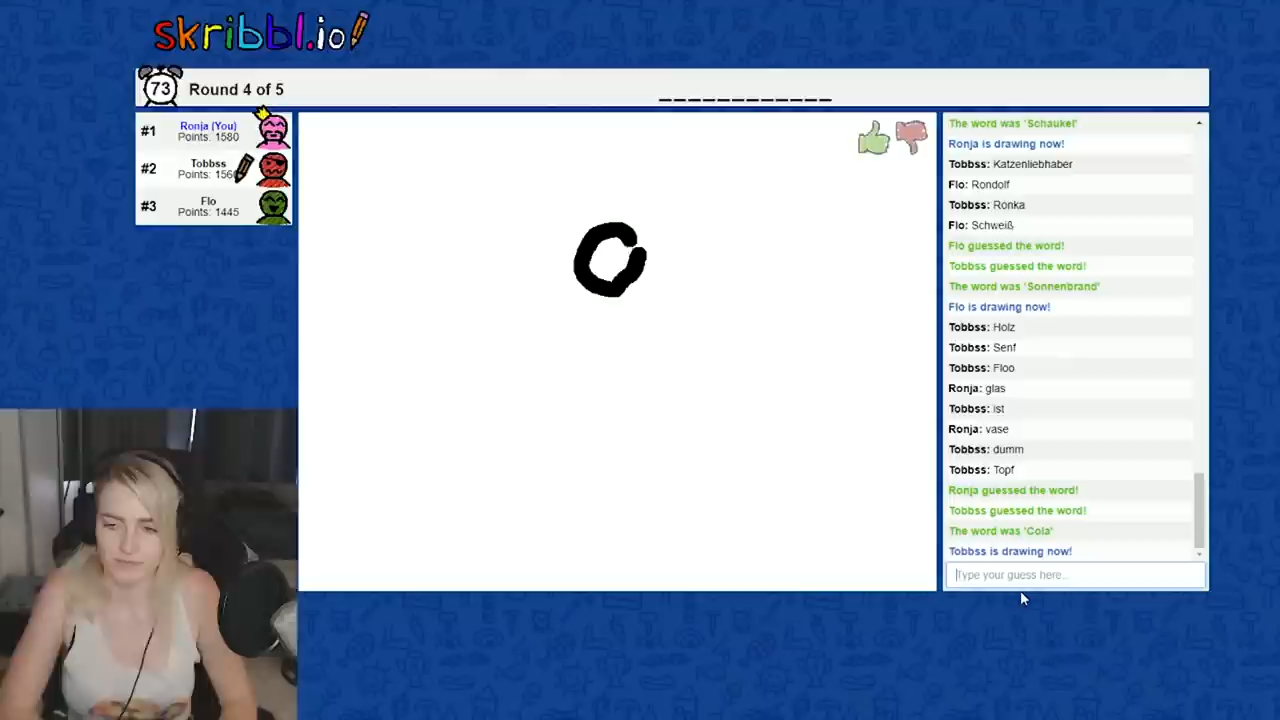 skribbl.io
73
Round 4 of 5
____________
#1
Ronja (You)
Points: 1580
#2
Tobbss
Points: 1560
#3
Flo
Points: 1445
The word was 'Schaukel'
Ronja is drawing now!
Tobbss: Katzenliebhaber
Flo: Rondolf
Tobbss: Ronka
Flo: Schweiß
Flo guessed the word!
Tobbss guessed the word!
The word was 'Sonnenbrand'
Flo is drawing now!
Tobbss: Holz
Tobbss: Senf
Tobbss: Floo
Ronja: glas
Tobbss: ist
Ronja: vase
Tobbss: dumm
Tobbss: Topf
Ronja guessed the word!
Tobbss guessed the word!
The word was 'Cola'
Tobbss is drawing now!
Type your guess here...